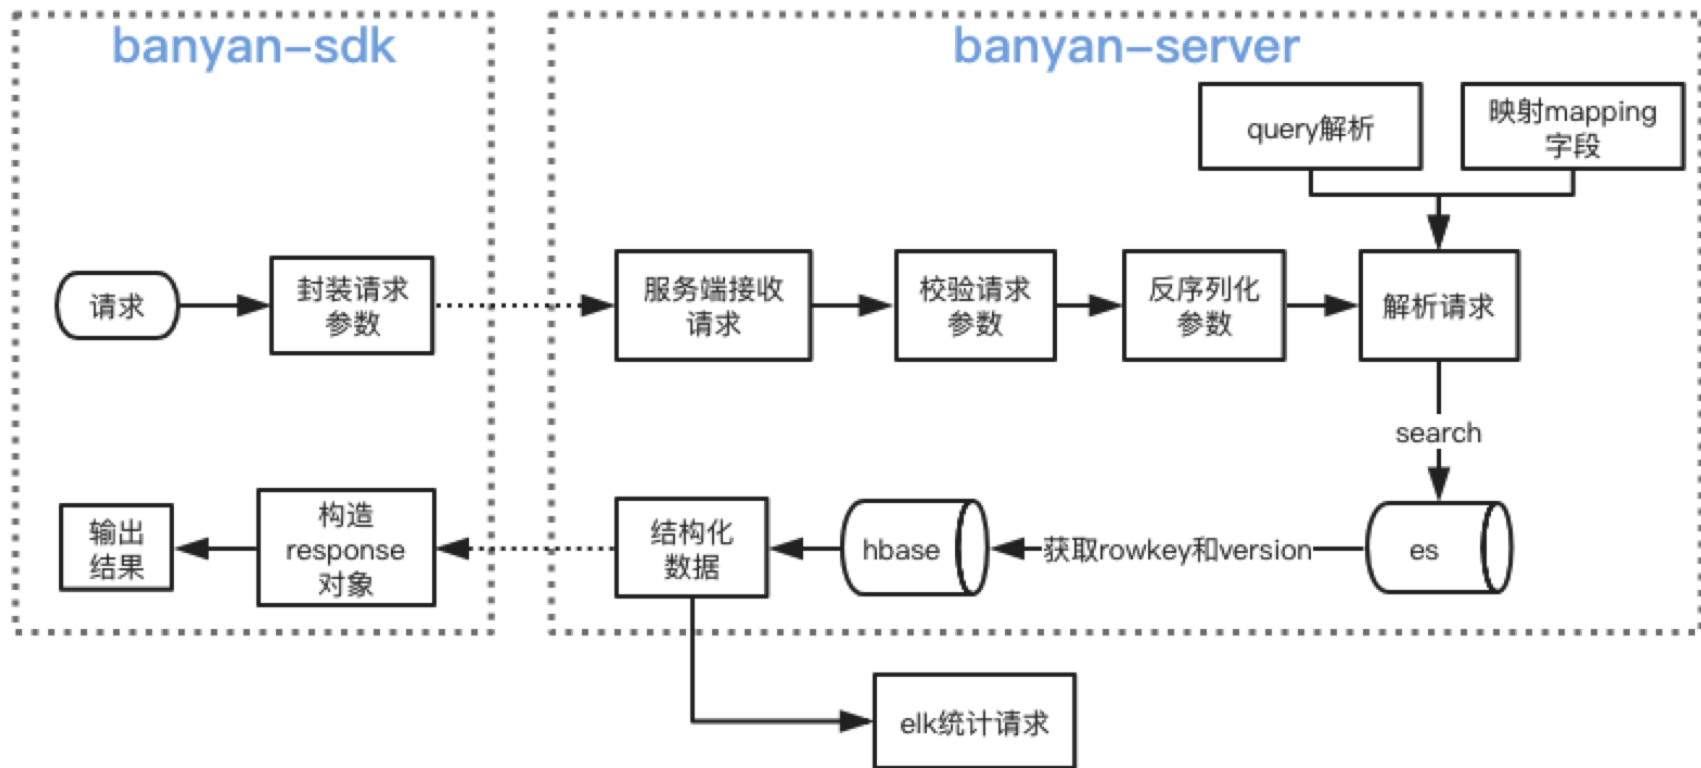 banyan-sdk
banyan-server
query解析
映射mapping
字段
请求
封装请求
参数
服务端接收
请求
校验请求
参数
反序列化
参数
解析请求
search
输出
结果
构造
response
对象
结构化
数据
hbase
获取rowkey和version
es
elk统计请求